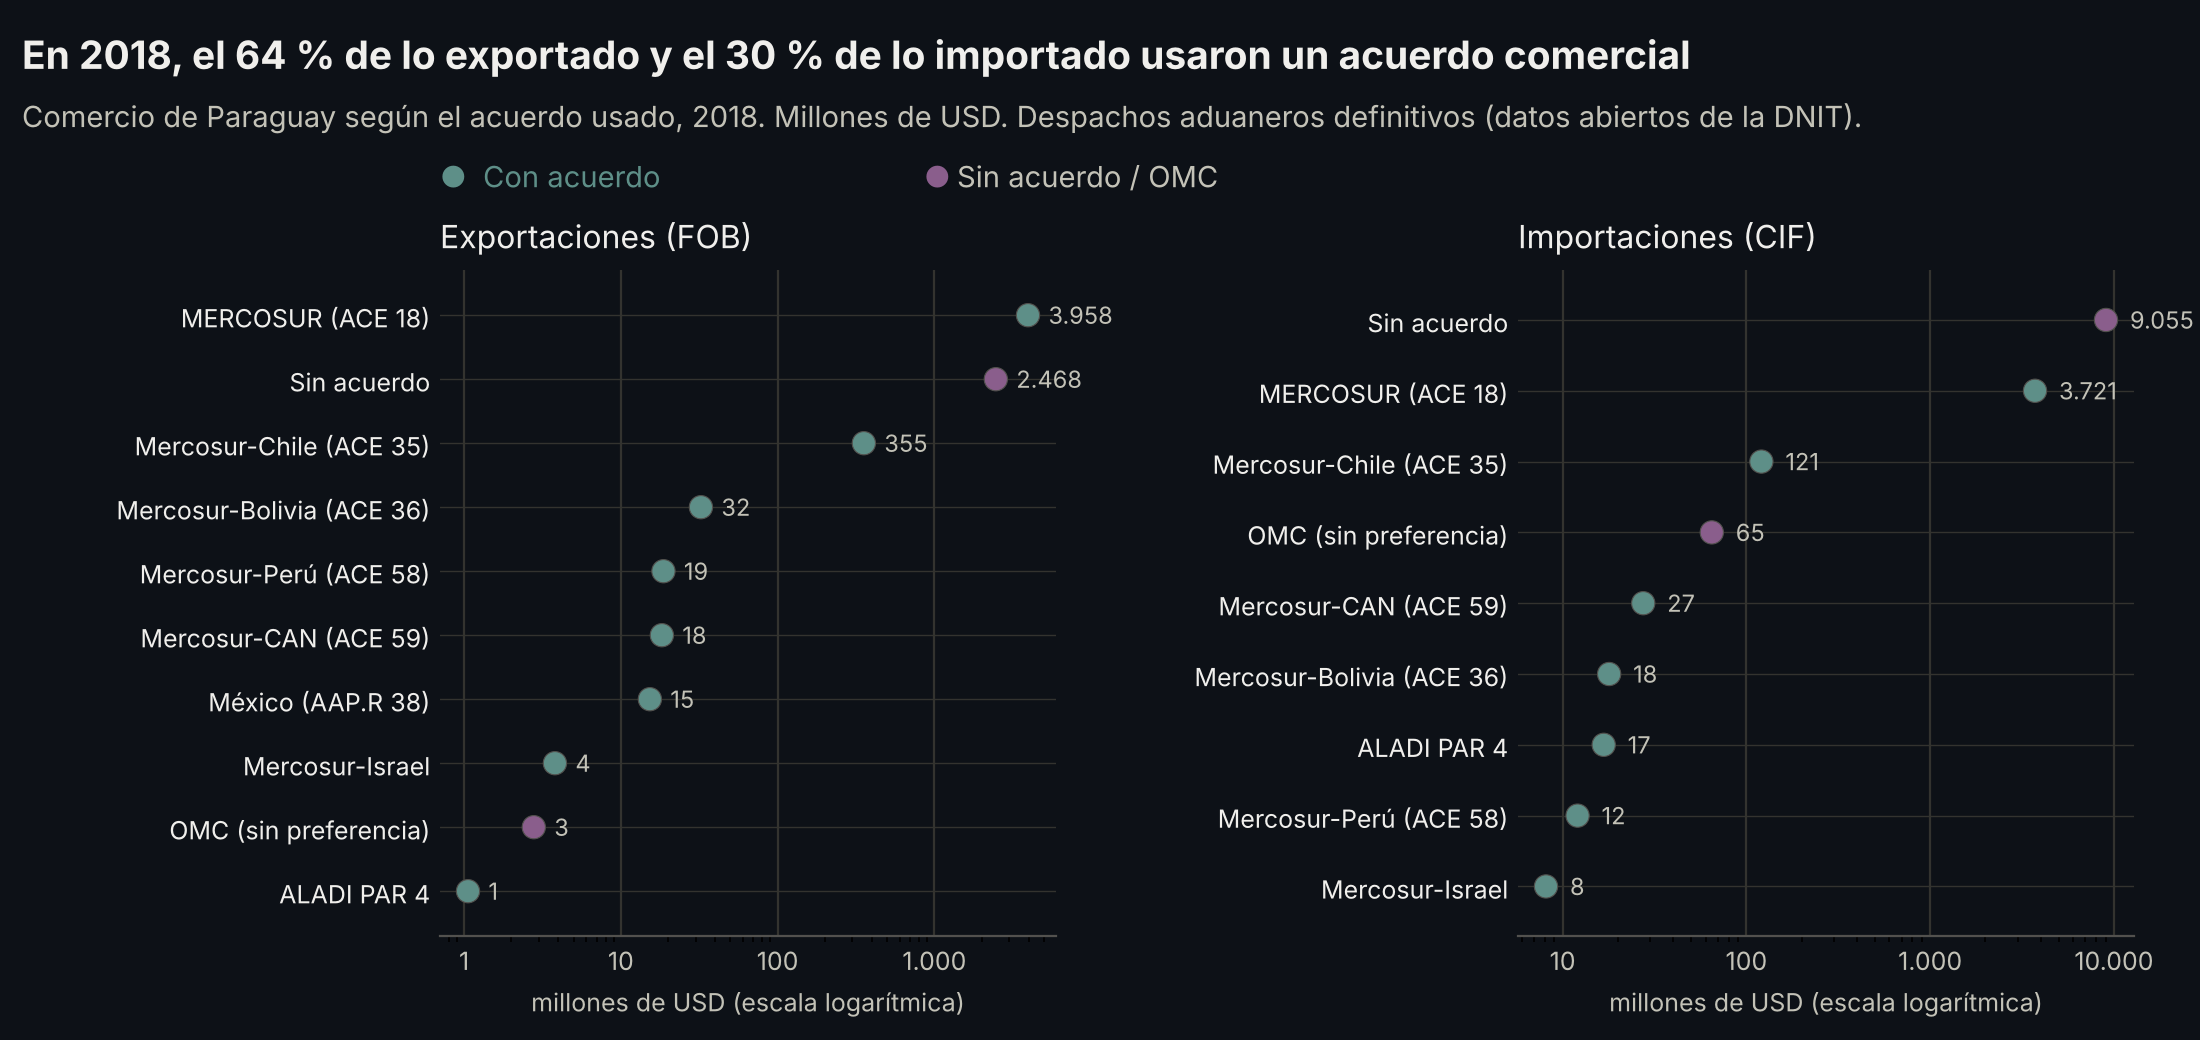 En 2018, el 64 % de lo exportado y el 30 % de lo importado usaron un acuerdo comercial
Comercio de Paraguay según el acuerdo usado, 2018. Millones de USD. Despachos aduaneros definitivos (datos abiertos de la DNIT).
Con acuerdo
Sin acuerdo / OMC
Exportaciones (FOB)
MERCOSUR (ACE 18) 3.958
Sin acuerdo 2.468
Mercosur-Chile (ACE 35) 355
Mercosur-Bolivia (ACE 36) 32
Mercosur-Perú (ACE 58) 19
Mercosur-CAN (ACE 59) 18
México (AAP.R 38) 15
Mercosur-Israel 4
OMC (sin preferencia) 3
ALADI PAR 4 1
1 10 100 1.000
millones de USD (escala logarítmica)
Importaciones (CIF)
Sin acuerdo 9.055
MERCOSUR (ACE 18) 3.721
Mercosur-Chile (ACE 35) 121
OMC (sin preferencia) 65
Mercosur-CAN (ACE 59) 27
Mercosur-Bolivia (ACE 36) 18
ALADI PAR 4 17
Mercosur-Perú (ACE 58) 12
Mercosur-Israel 8
10 100 1.000 10.000
millones de USD (escala logarítmica)